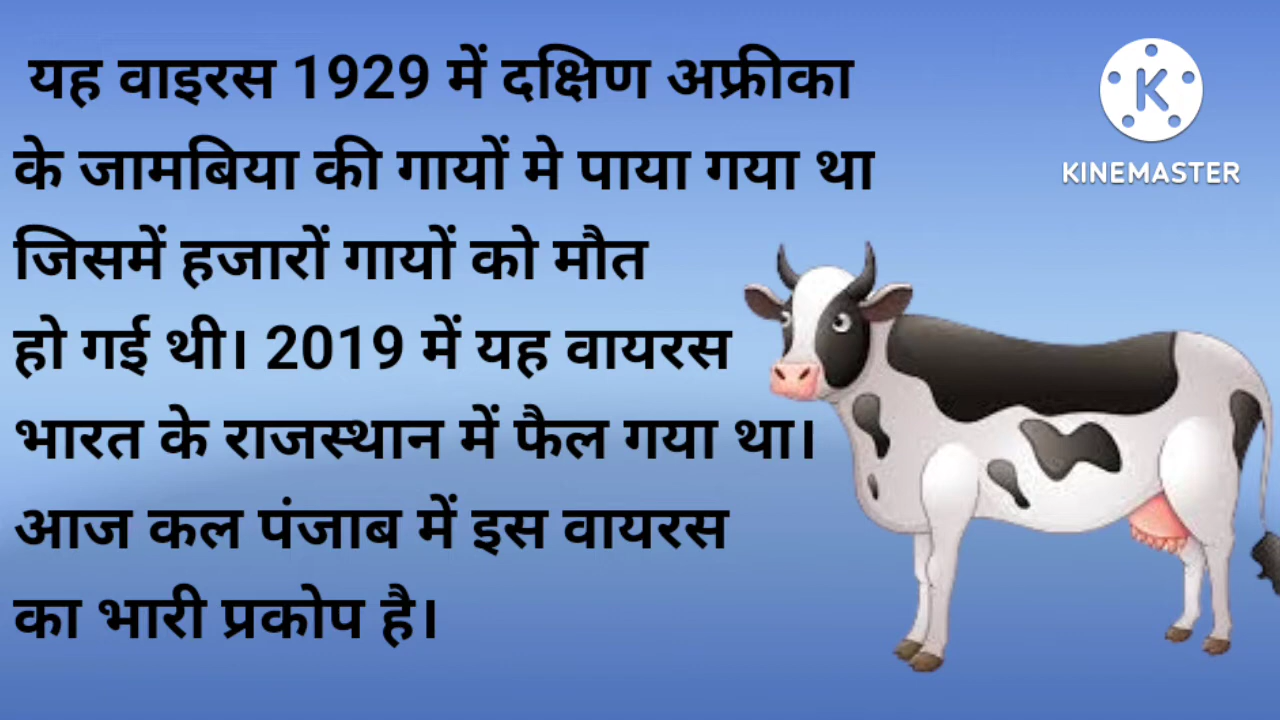 यह वाइरस 1929 में दक्षिण अफ्रीका
के जामबिया की गायों मे पाया गया था
जिसमें हजारों गायों को मौत
हो गई थी। 2019 में यह वायरस
भारत के राजस्थान में फैल गया था।
आज कल पंजाब में इस वायरस
का भारी प्रकोप है।
K
KINEMASTER